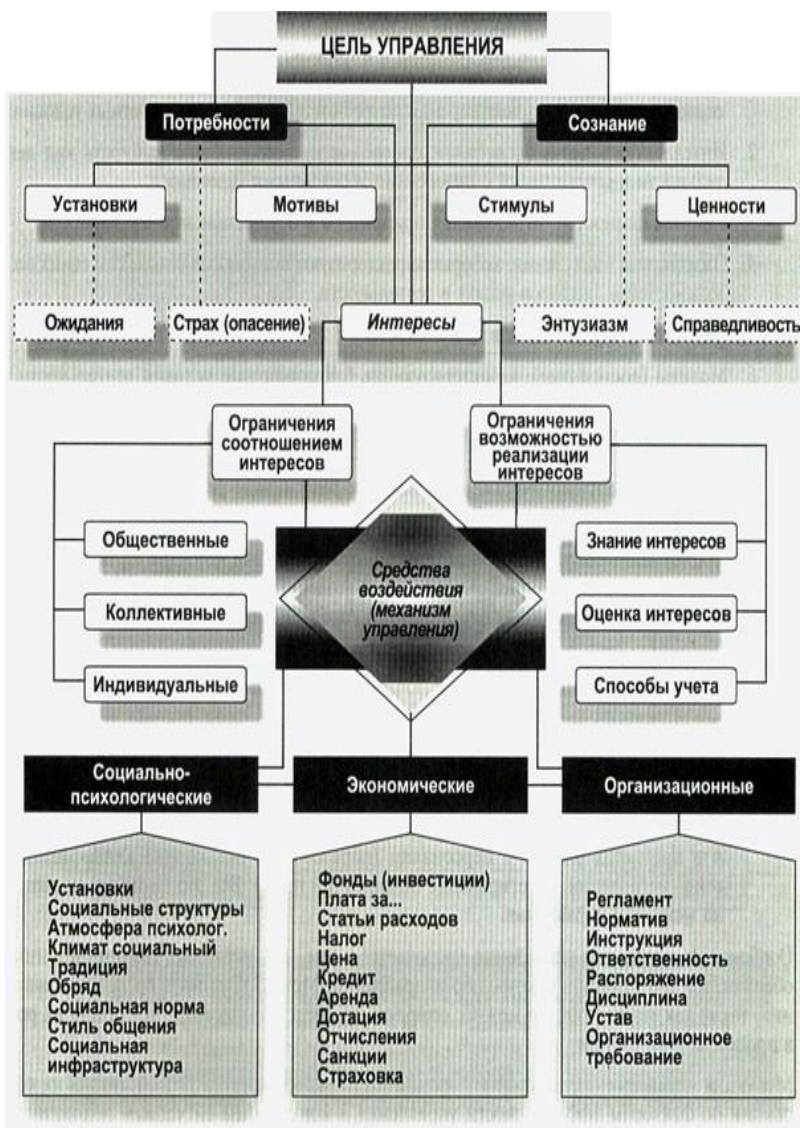 ЦЕЛЬ УПРАВЛЕНИЯ
Потребности
Сознание
Установки
Мотивы
Стимулы
Ценности
Ожидания
Страх (опасение)
Интересы
Энтузиазм
Справедливость
Ограничения
соотношением
интересов
Ограничения
возможностью
реализации
интересов
Общественные
Коллективные
Индивидуальные
Средства
воздействия
(механизм
управления)
Знание интересов
Оценка интересов
Способы учета
Социально-
психологические
Экономические
Организационные
Установки
Социальные структуры
Атмосфера психолог.
Климат социальный
Традиция
Обряд
Социальная норма
Стиль общения
Социальная
инфраструктура
Фонды (инвестиции)
Плата за...
Статьи расходов
Налог
Цена
Кредит
Аренда
Дотация
Отчисления
Санкции
Страховка
Регламент
Норматив
Инструкция
Ответственность
Распоряжение
Дисциплина
Устав
Организационное
требование